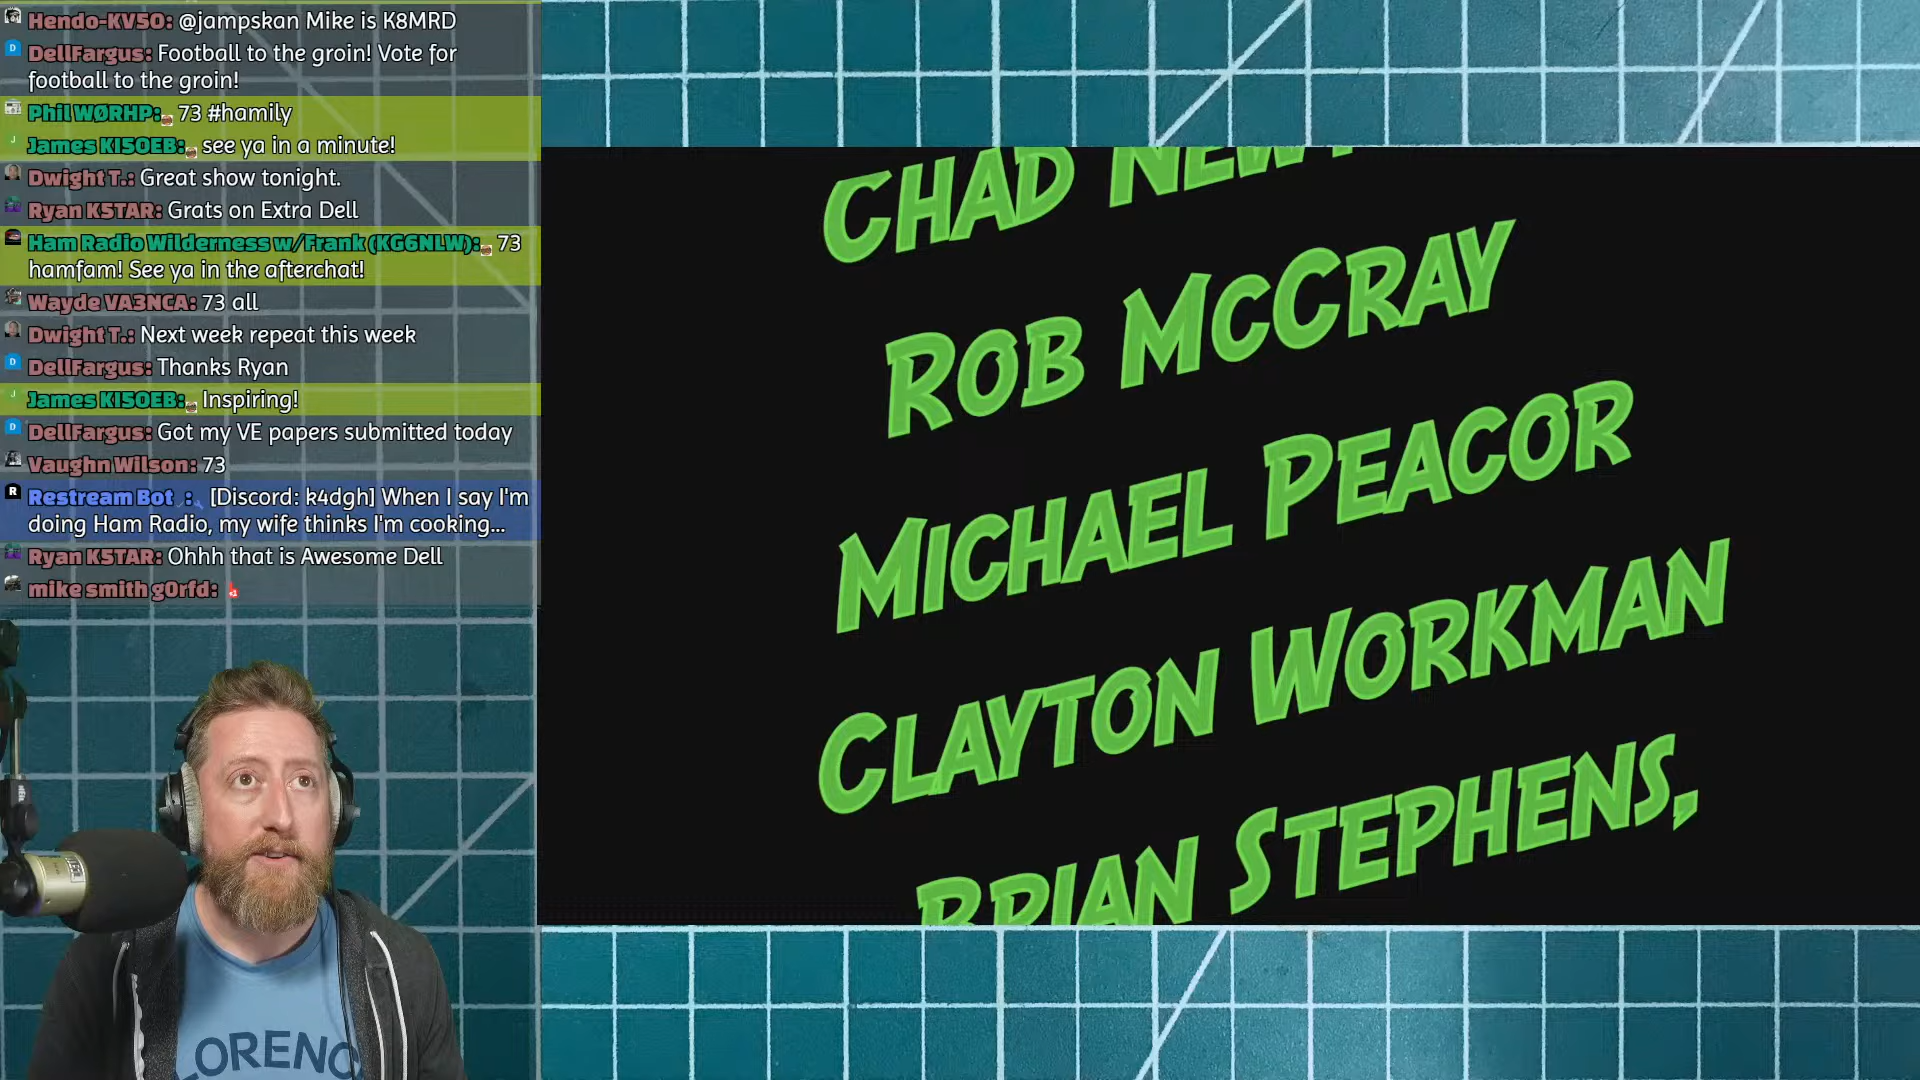 Hendo-KV5O: @jampskan Mike is K8MRD
DellFargus: Football to the groin! Vote for
football to the groin!
Phil WØRHP: 73 #hamily
James KI5OEB: see ya in a minute!
Dwight T.: Great show tonight.
Ryan K5TAR: Grats on Extra Dell
Ham Radio Wilderness w/Frank (KG6NLW): 73
hamfam! See ya in the afterchat!
Wayde VA3NCA: 73 all
Dwight T.: Next week repeat this week
DellFargus: Thanks Ryan
James KI5OEB: Inspiring!
DellFargus: Got my VE papers submitted today
Vaughn Wilson: 73
Restream Bot : [Discord: k4dgh] When I say I'm
doing Ham Radio, my wife thinks I'm cooking...
Ryan K5TAR: Ohhh that is Awesome Dell
mike smith g0rfd:
CHAD
ROB MCCRAY
MICHAEL PEACOR
CLAYTON WORKMAN
BRIAN STEPHENS,
LORENC